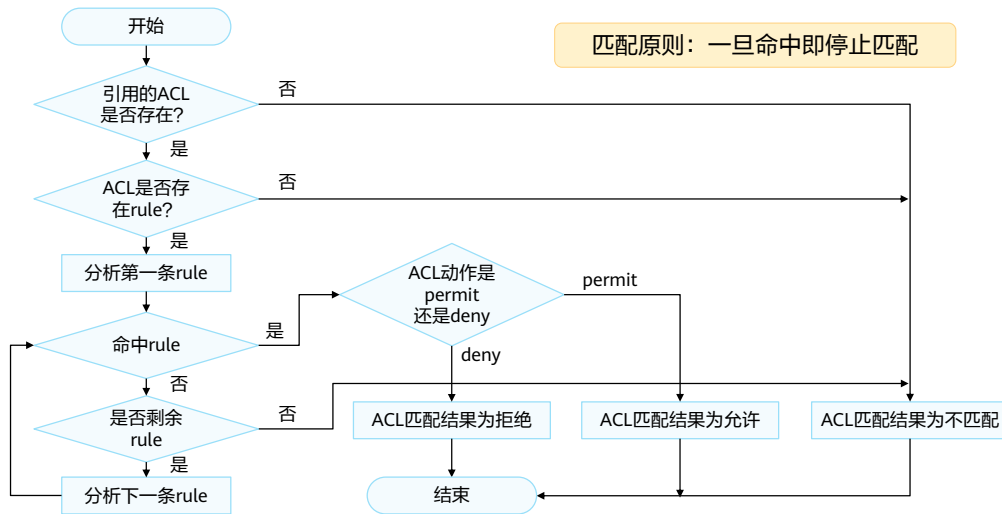 开始
匹配原则：一旦命中即停止匹配
引用的ACL
是否存在？
否
是
ACL是否存
在rule？
否
是
分析第一条rule
ACL动作是
permit
还是deny
permit
命中rule
是
deny
否
是否剩余
rule
否
ACL匹配结果为拒绝
ACL匹配结果为允许
ACL匹配结果为不匹配
是
分析下一条rule
结束